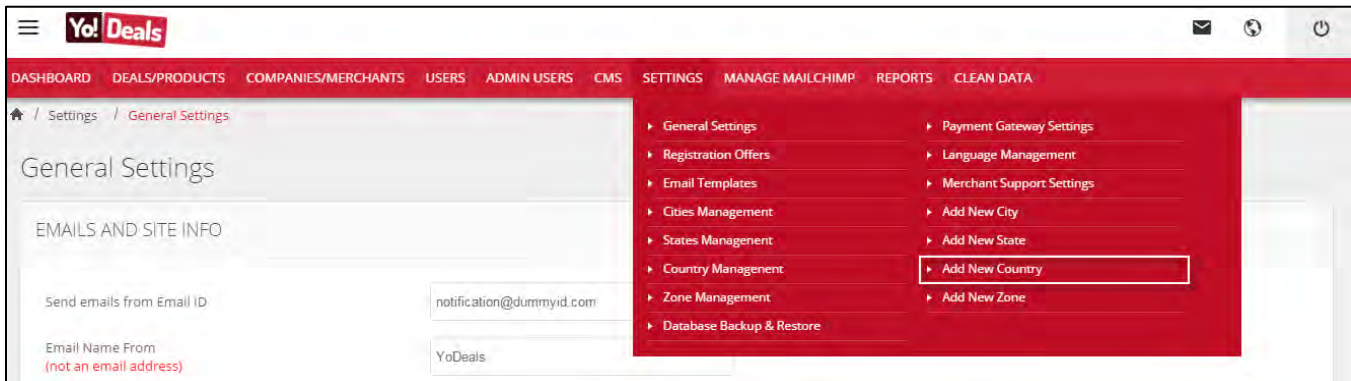 Yo! Deals
DASHBOARD DEALS/PRODUCTS COMPANIES/MERCHANTS USERS ADMIN USERS CMS SETTINGS MANAGE MAILCHIMP REPORTS CLEAN DATA
/ Settings / General Settings
General Settings
EMAILS AND SITE INFO
Send emails from Email ID
notification@dummyid.com
Email Name From
(not an email address)
YoDeals
General Settings
Registration Offers
Email Templates
Cities Management
States Management
Country Management
Zone Management
Database Backup & Restore
Payment Gateway Settings
Language Management
Merchant Support Settings
Add New City
Add New State
Add New Country
Add New Zone